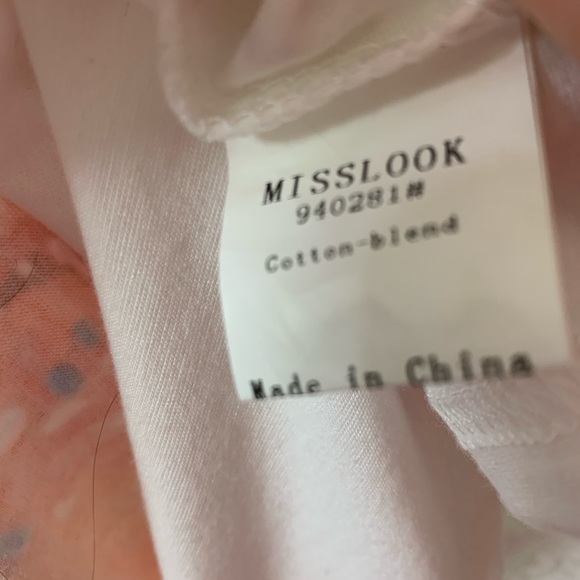 MISSLOOK
940281#
Cotton-blend
Made in China